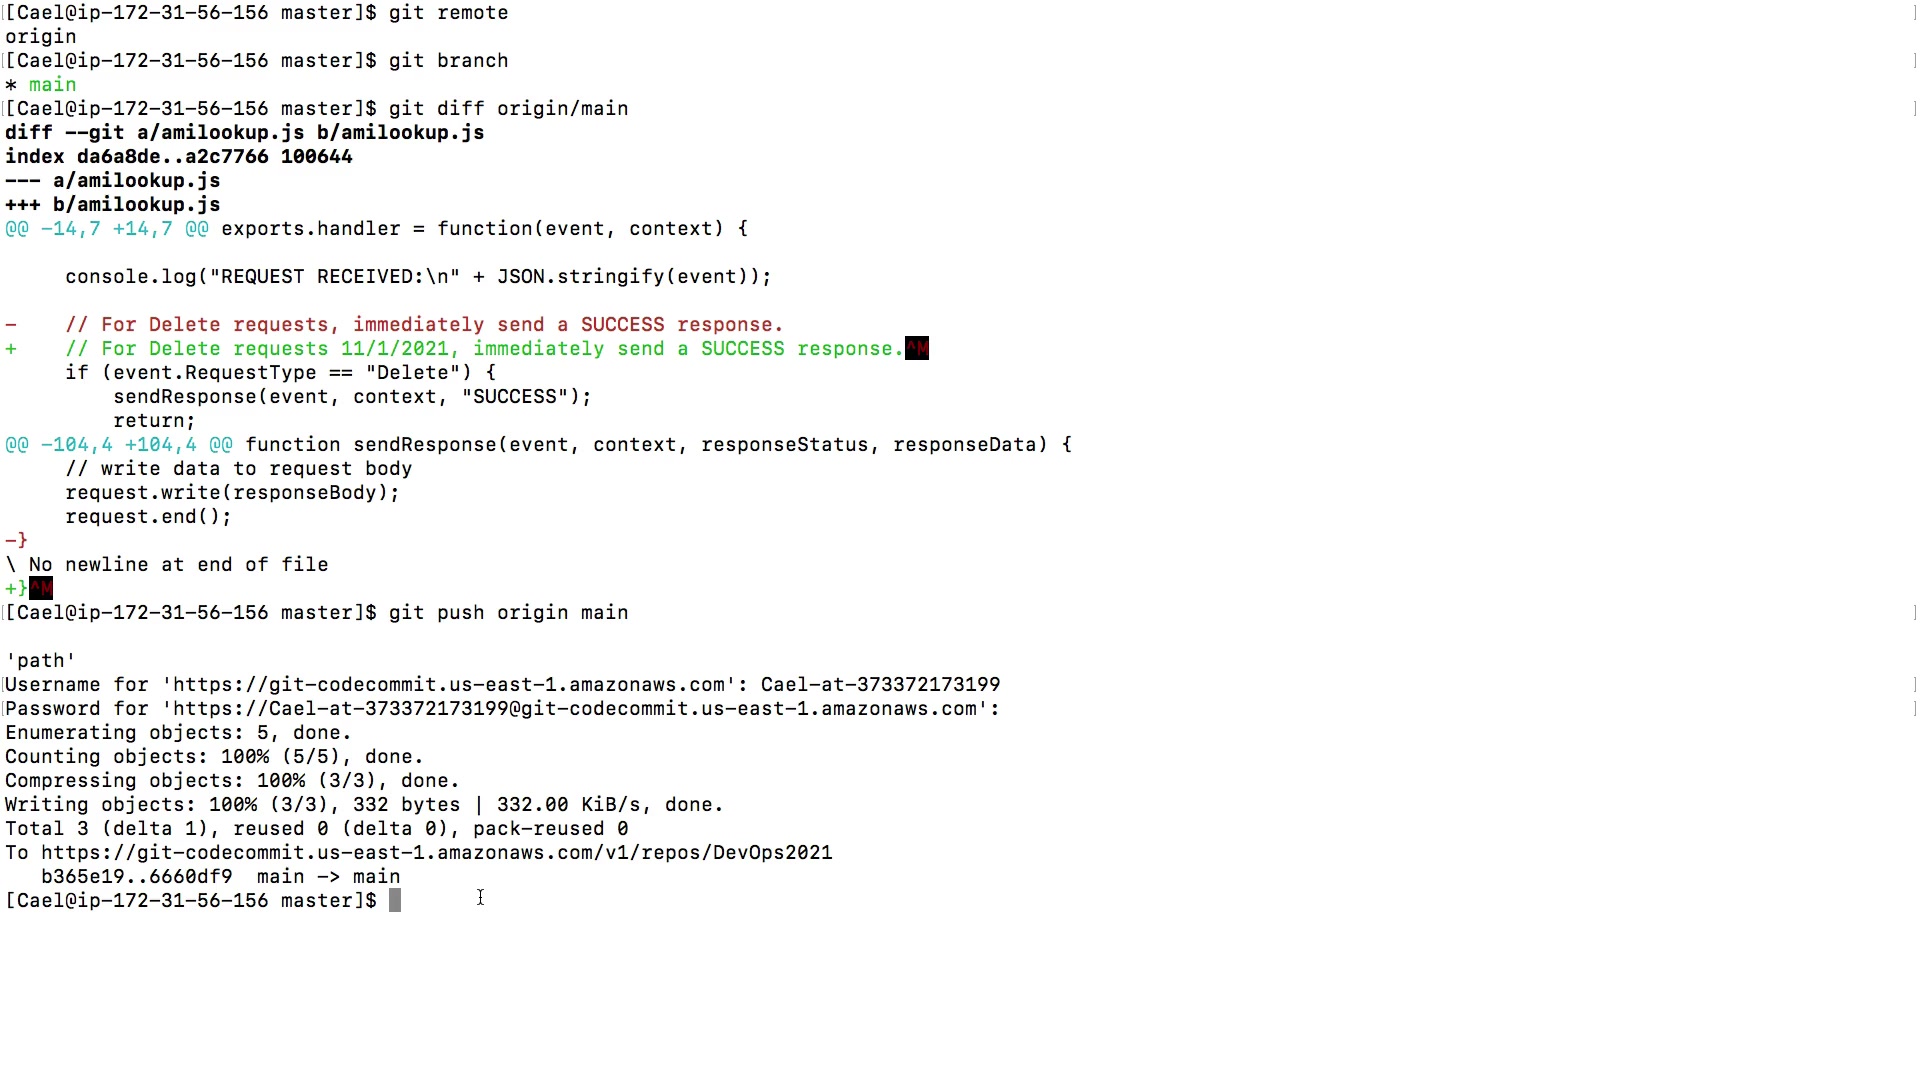 [[Cael@ip-172-31-56-156 master]$ git remote ]
origin
[[Cael@ip-172-31-56-156 master]$ git branch ]
* main
[[Cael@ip-172-31-56-156 master]$ git diff origin/main ]
diff --git a/amilookup.js b/amilookup.js
index da6a8de..a2c7766 100644
--- a/amilookup.js
+++ b/amilookup.js
@@ -14,7 +14,7 @@ exports.handler = function(event, context) {
     console.log("REQUEST RECEIVED:\n" + JSON.stringify(event));
-    // For Delete requests, immediately send a SUCCESS response.
+    // For Delete requests 11/1/2021, immediately send a SUCCESS response.^M
     if (event.RequestType == "Delete") {
         sendResponse(event, context, "SUCCESS");
         return;
@@ -104,4 +104,4 @@ function sendResponse(event, context, responseStatus, responseData) {
     // write data to request body
     request.write(responseBody);
     request.end();
-}
\ No newline at end of file
+}^M
[[Cael@ip-172-31-56-156 master]$ git push origin main ]
'path'
[Username for 'https://git-codecommit.us-east-1.amazonaws.com': Cael-at-373372173199 ]
[Password for 'https://Cael-at-373372173199@git-codecommit.us-east-1.amazonaws.com': ]
Enumerating objects: 5, done.
Counting objects: 100% (5/5), done.
Compressing objects: 100% (3/3), done.
Writing objects: 100% (3/3), 332 bytes | 332.00 KiB/s, done.
Total 3 (delta 1), reused 0 (delta 0), pack-reused 0
To https://git-codecommit.us-east-1.amazonaws.com/v1/repos/DevOps2021
   b365e19..6660df9  main -> main
[Cael@ip-172-31-56-156 master]$